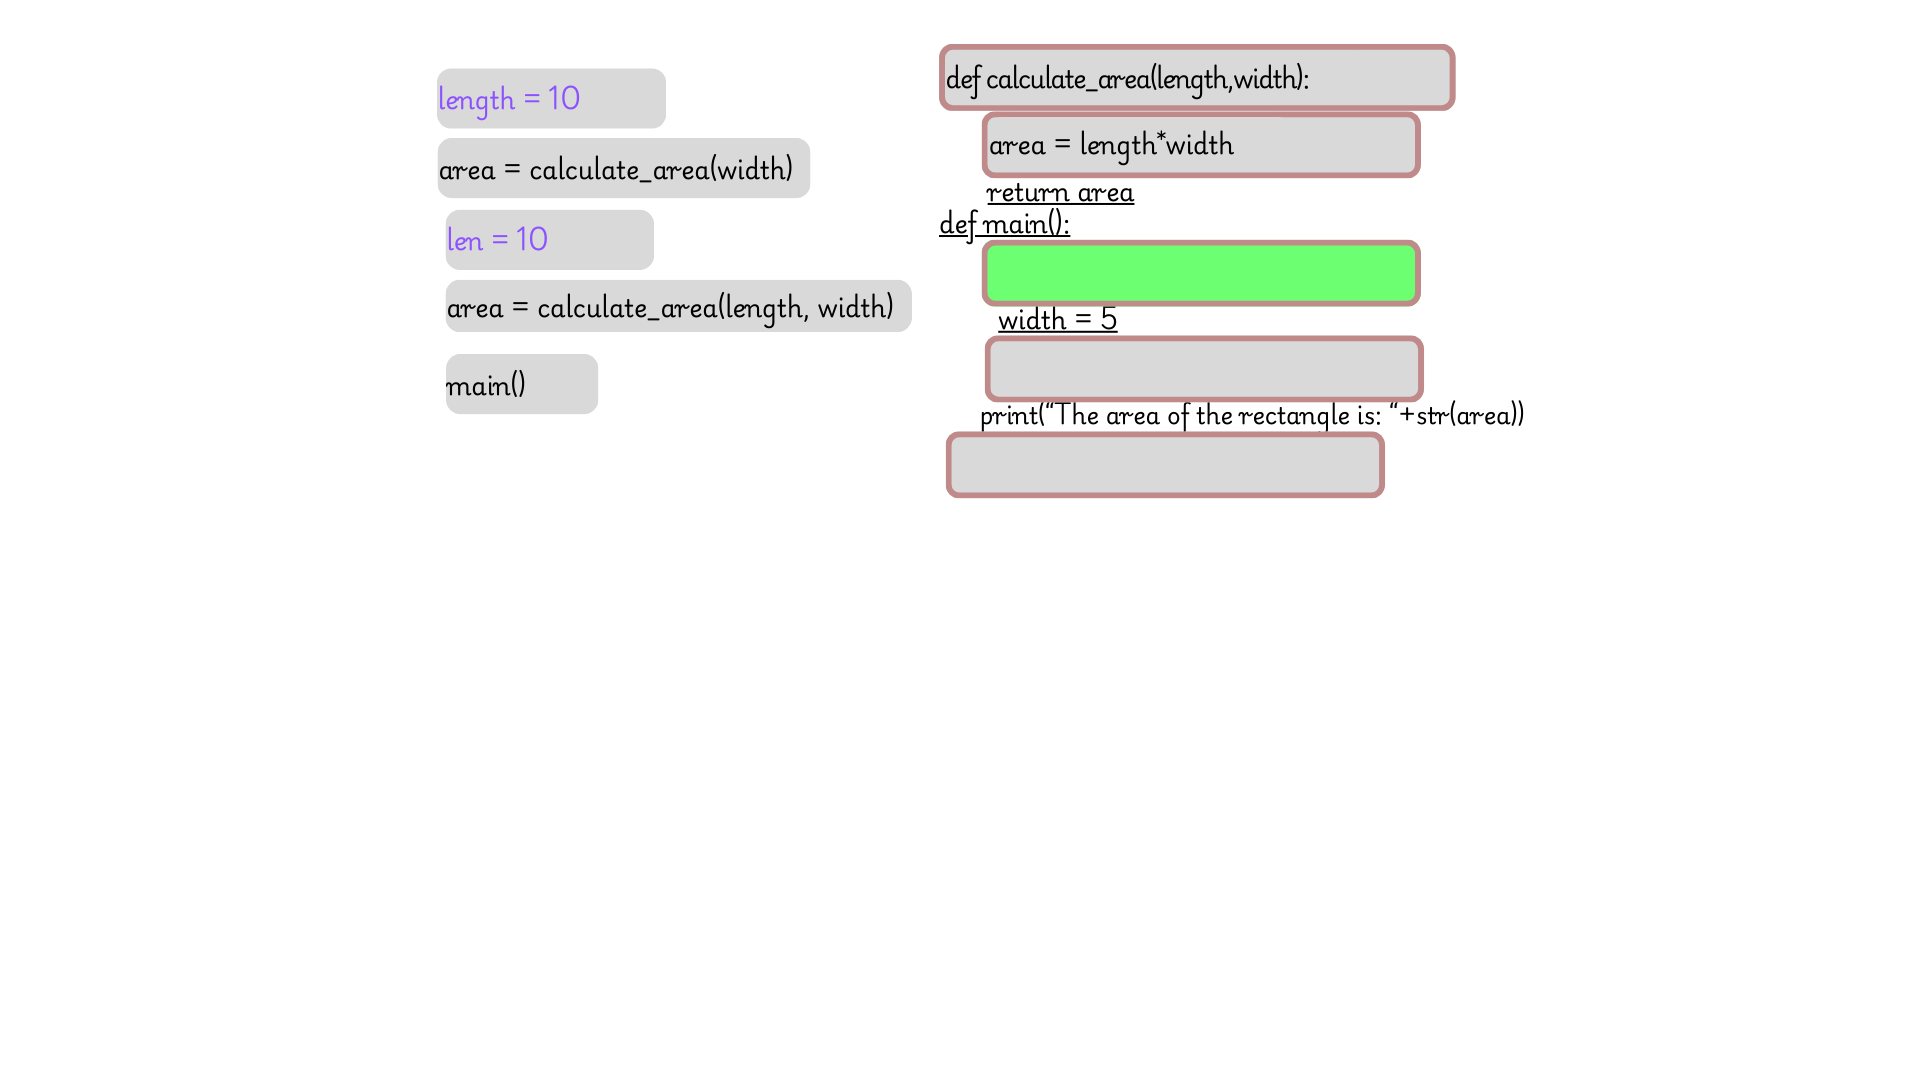 length = 10
area = calculate_area(width)
len = 10
area = calculate_area(length, width)
main()
def calculate_area(length,width):
area = length*width
return area
def main():
width = 5
print(“The area of the rectangle is: “+str(area))